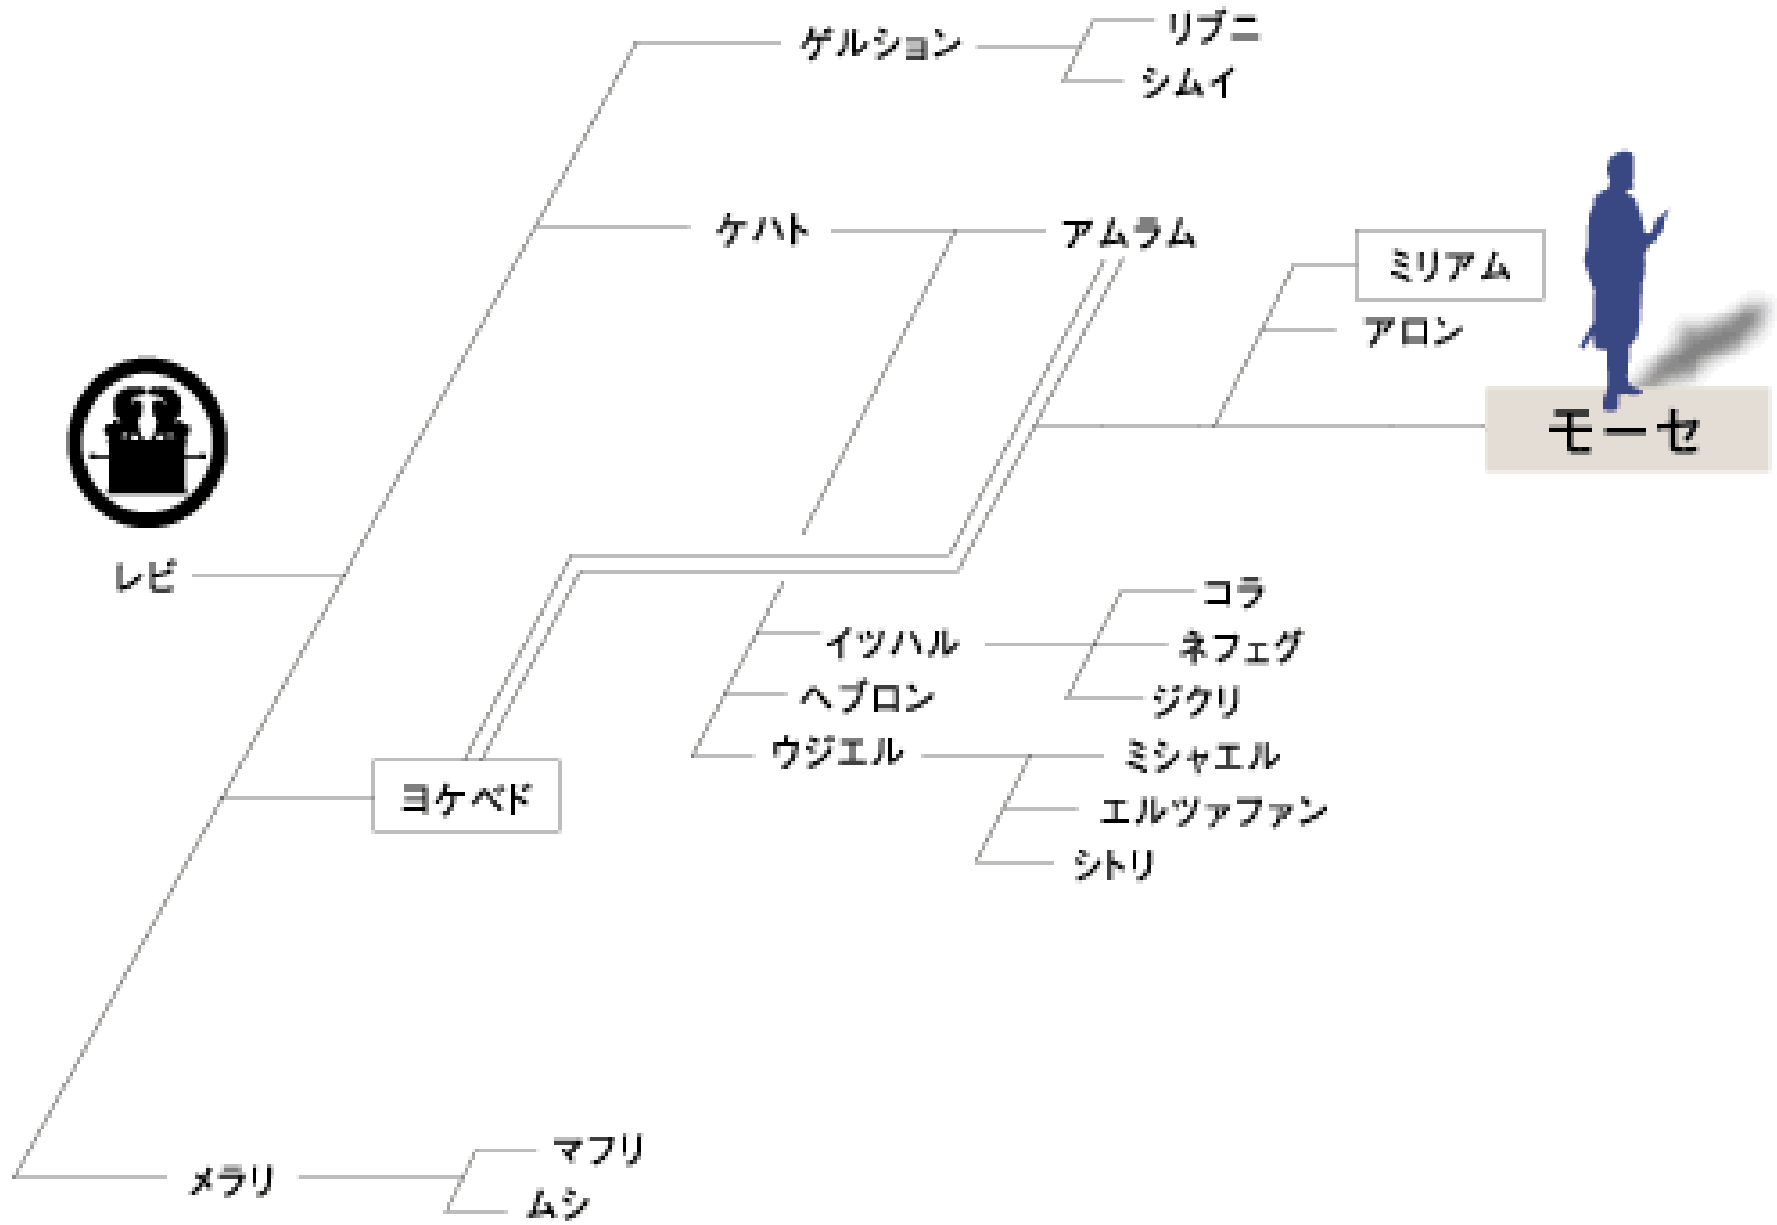 ゲルション
リブニ
シムイ
ケハト
アムラム
ミリアム
アロン
モーセ
レビ
コラ
イツハル
ネフェグ
ヘブロン
ジクリ
ウジエル
ミシャエル
ヨケベド
エルツァファン
シトリ
マフリ
メラリ
ムシ